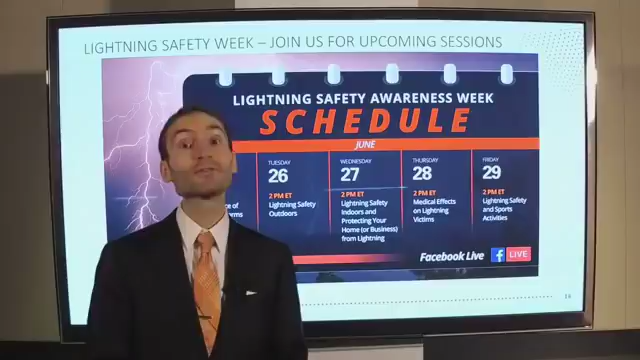 LIGHTNING SAFETY WEEK – JOIN US FOR UPCOMING SESSIONS
LIGHTNING SAFETY AWARENESS WEEK
SCHEDULE
JUNE
TUESDAY
26
2 PM ET
Lightning Safety
Outdoors
WEDNESDAY
27
2 PM ET
Lightning Safety
Indoors and
Protecting Your
Home (or Business)
from Lightning
THURSDAY
28
2 PM ET
Medical Effects
on Lightning
Victims
FRIDAY
29
2 PM ET
Lightning Safety
and Sports
Activities
Facebook Live
f LIVE